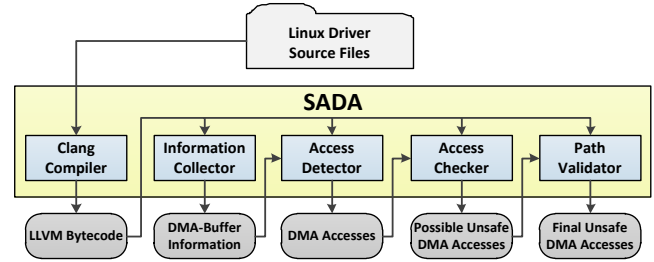 Linux Driver
Source Files
SADA
Clang
Compiler
Information
Collector
Access
Detector
Access
Checker
Path
Validator
LLVM Bytecode
DMA-Buffer
Information
DMA Accesses
Possible Unsafe
DMA Accesses
Final Unsafe
DMA Accesses